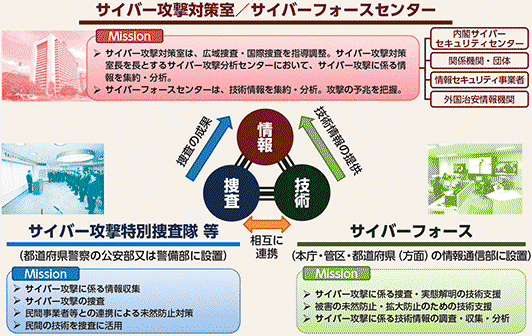 サイバー攻撃対策室／サイバーフォースセンター
Mission
サイバー攻撃対策室は、広域捜査・国際捜査を指導調整。サイバー攻撃対策
室長を長とするサイバー攻撃分析センターにおいて、サイバー攻撃に係る情
報を集約・分析。
サイバーフォースセンターは、技術情報を集約・分析。攻撃の予兆を把握。
内閣サイバー
セキュリティセンター
関係機関・団体
情報セキュリティ事業者
外国治安情報機関
捜査の成果
技術情報の提供
情報
捜査
技術
相互に
連携
サイバー攻撃特別捜査隊 等
（都道府県警察の公安部又は警備部に設置）
Mission
サイバー攻撃に係る情報収集
サイバー攻撃の捜査
民間事業者等との連携による未然防止対策
民間の技術を捜査に活用
サイバーフォース
（本庁・管区・都道府県（方面）の情報通信部に設置）
Mission
サイバー攻撃に係る捜査・実態解明の技術支援
被害の未然防止・拡大防止のための技術支援
サイバー攻撃に係る技術情報の調査・収集・分析